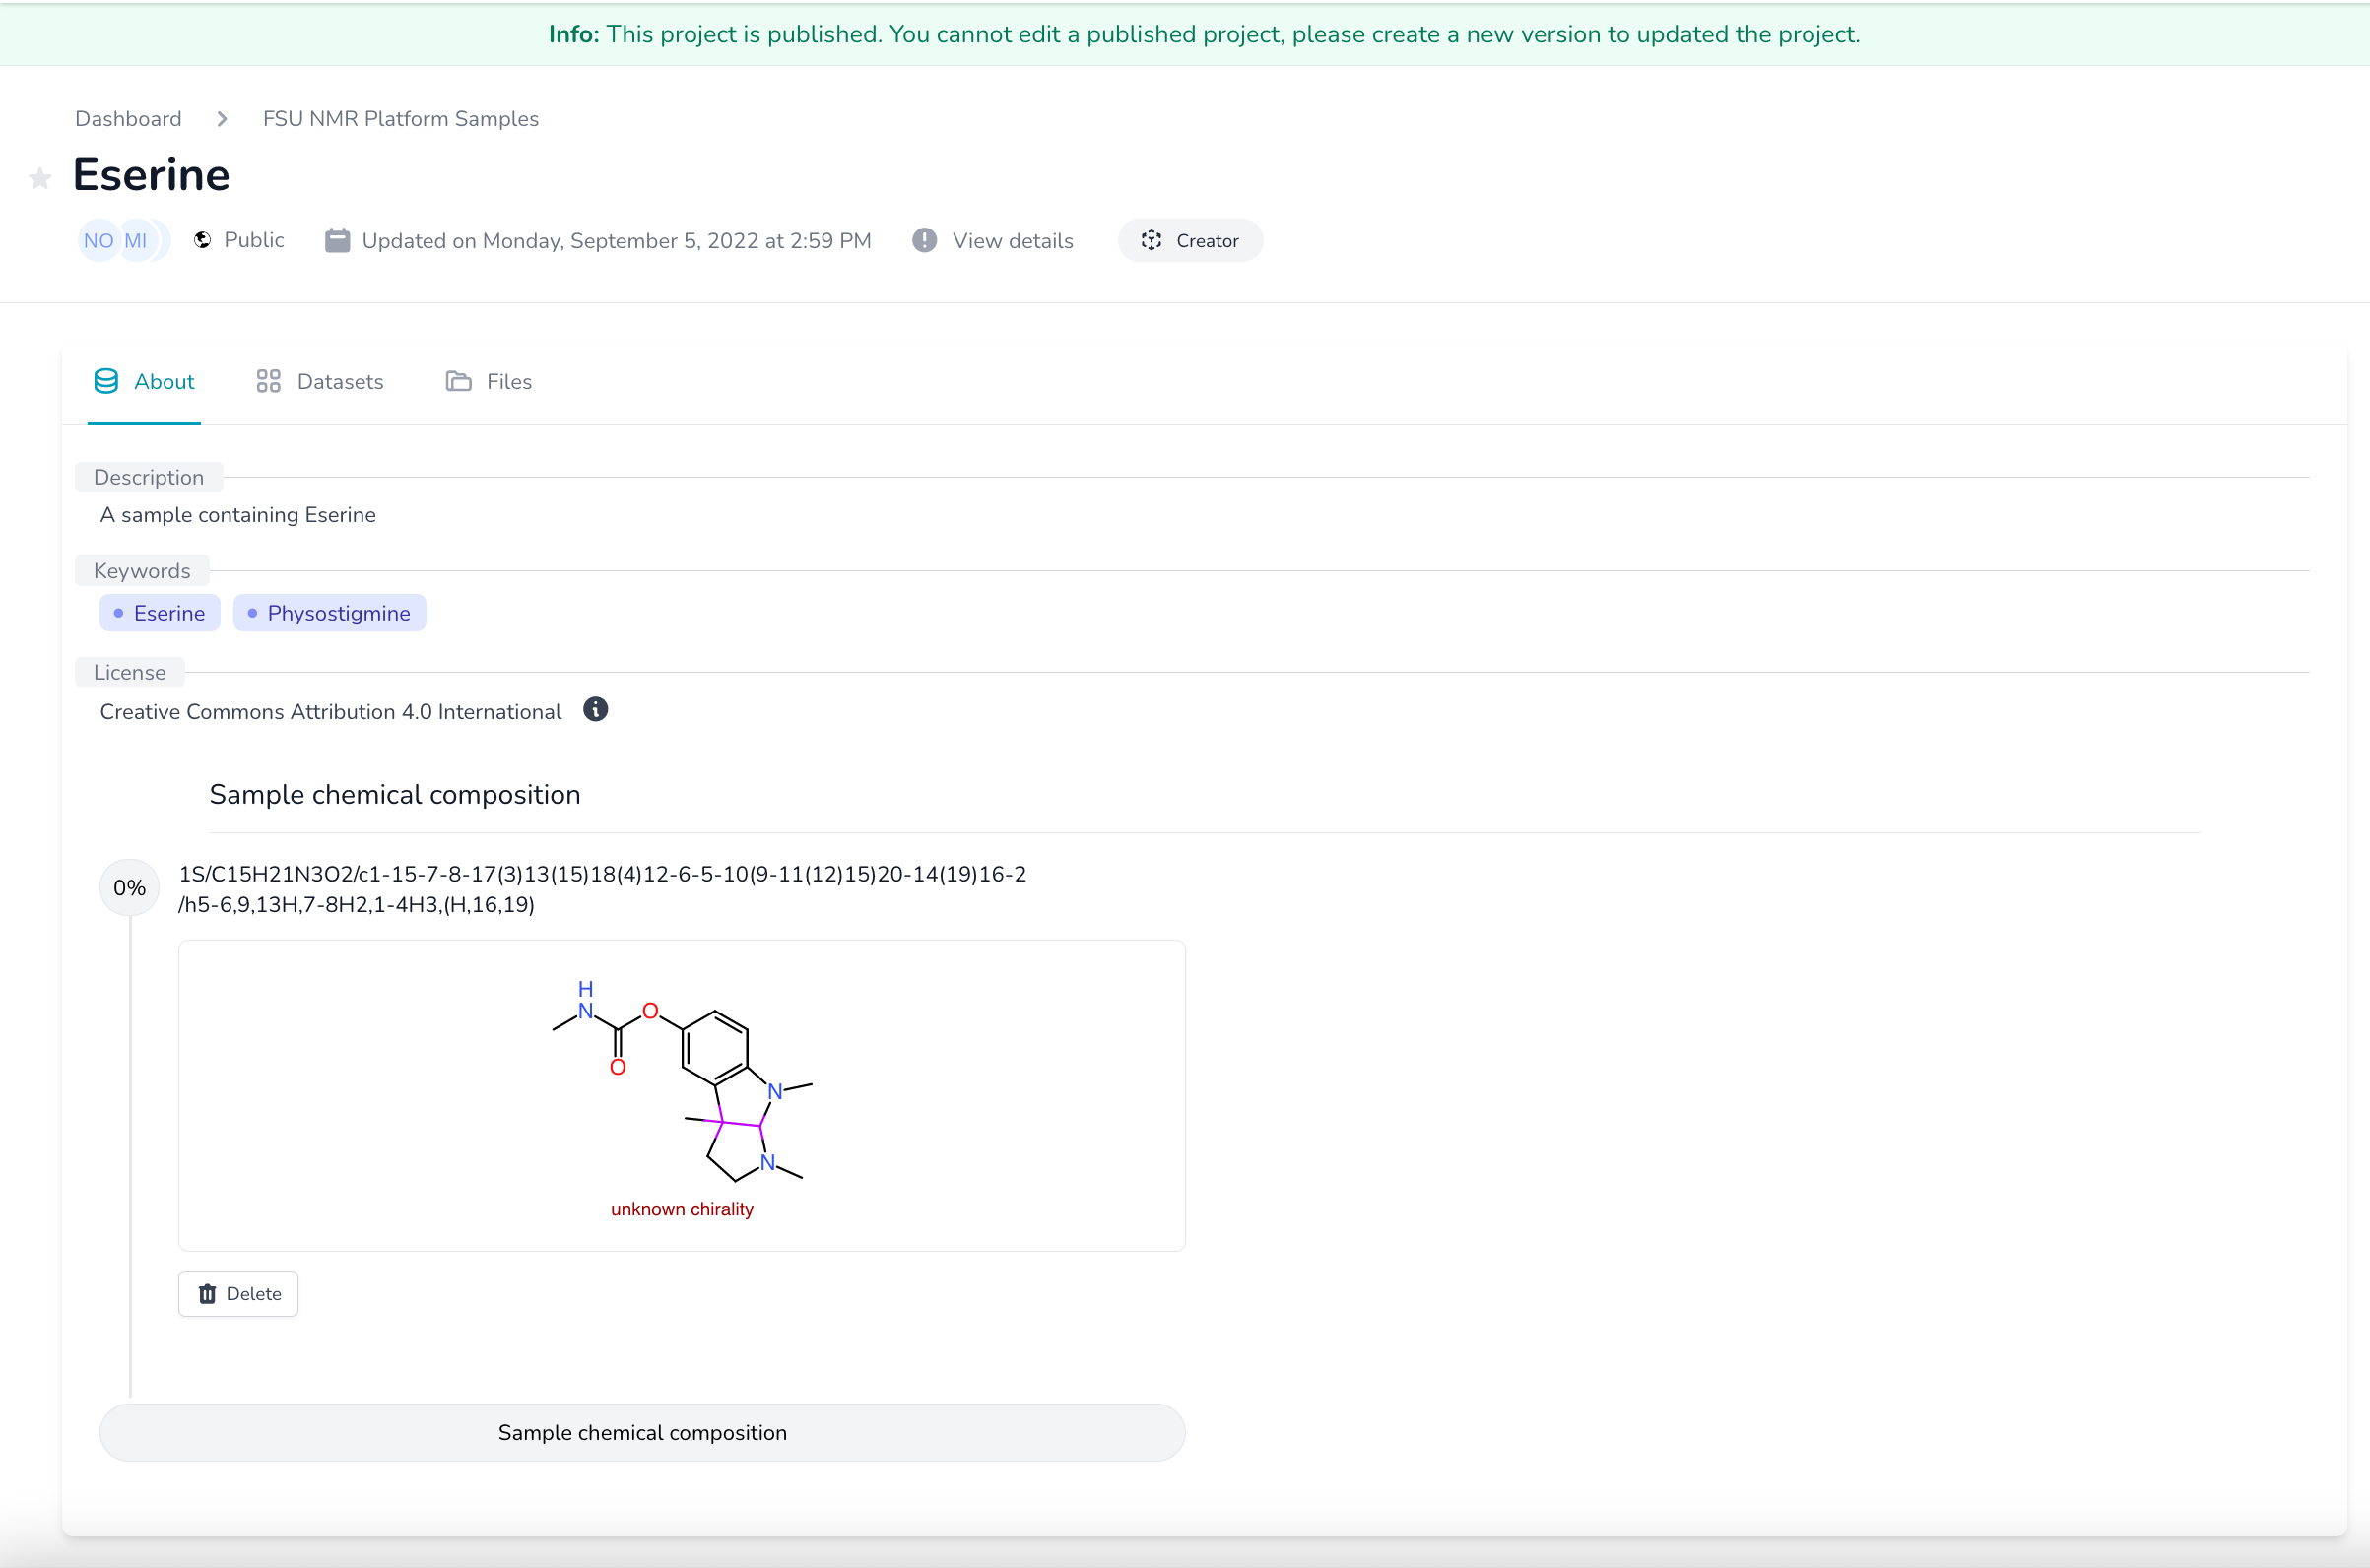 Info: This project is published. You cannot edit a published project, please create a new version to updated the project.
Dashboard > FSU NMR Platform Samples
Eserine
NO MI Public Updated on Monday, September 5, 2022 at 2:59 PM View details Creator
About Datasets Files
Description
A sample containing Eserine
Keywords
Eserine Physostigmine
License
Creative Commons Attribution 4.0 International
Sample chemical composition
0% 1S/C15H21N3O2/c1-15-7-8-17(3)13(15)18(4)12-6-5-10(9-11(12)15)20-14(19)16-2
/h5-6,9,13H,7-8H2,1-4H3,(H,16,19)
H
N O
O
N
N
unknown chirality
Delete
Sample chemical composition